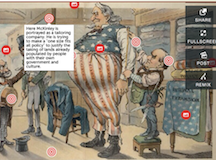 Here McKinley is
portrayed as a tailoring
company. He is trying
to make a "one size fits
all policy" to justify the
taking of lands already
populated by people
with their own
government and
culture.
SHARE
FULLSCREEN
POST
REMIX